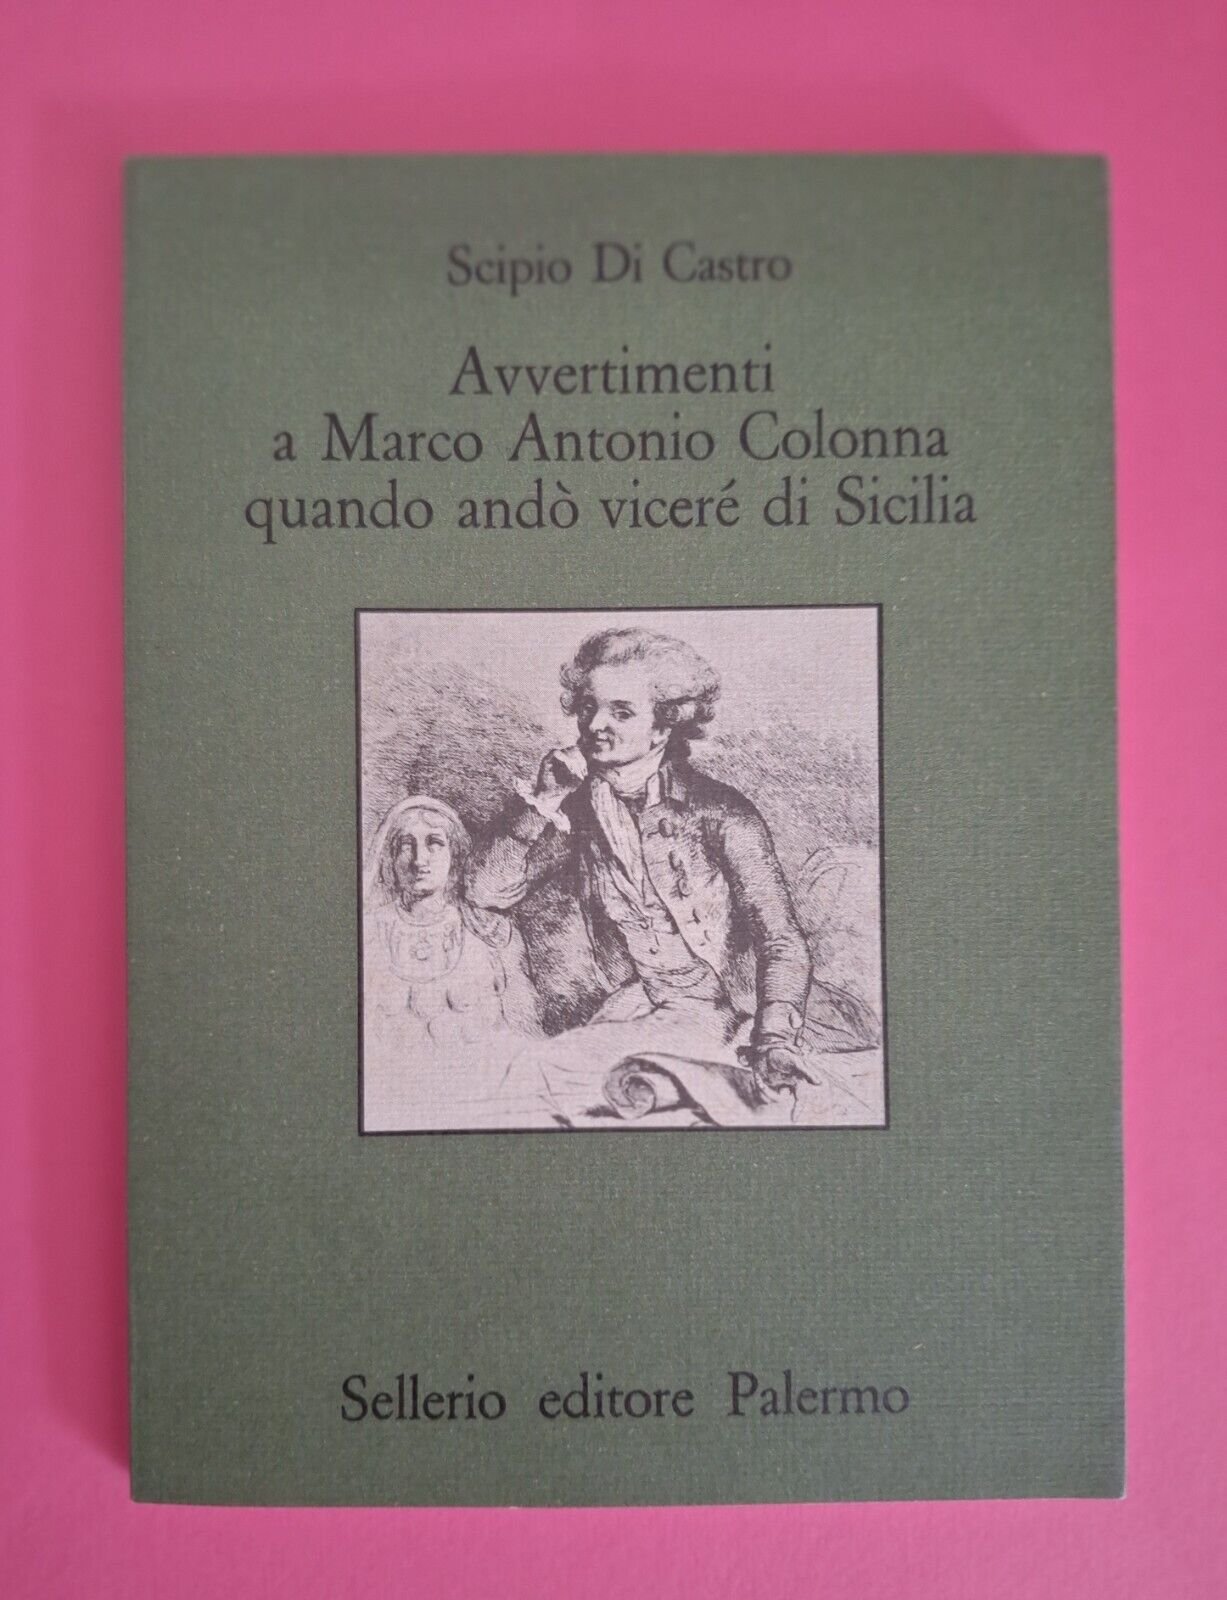 Scipio Di Castro
Avvertimenti
a Marco Antonio Colonna
quando andò viceré di Sicilia
Sellerio editore Palermo